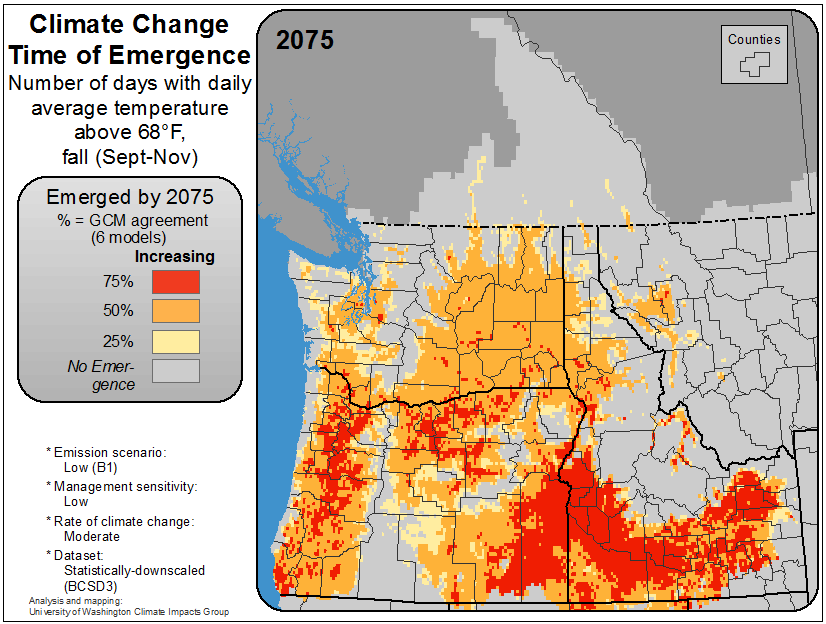 Climate Change
Time of Emergence
Number of days with daily
average temperature
above 68°F,
fall (Sept-Nov)
Emerged by 2075
% = GCM agreement
(6 models)
Increasing
75%
50%
25%
No Emer-
gence
* Emission scenario:
Low (B1)
* Management sensitivity:
Low
* Rate of climate change:
Moderate
* Dataset:
Statistically-downscaled
(BCSD3)
Analysis and mapping:
University of Washington Climate Impacts Group
2075
Counties